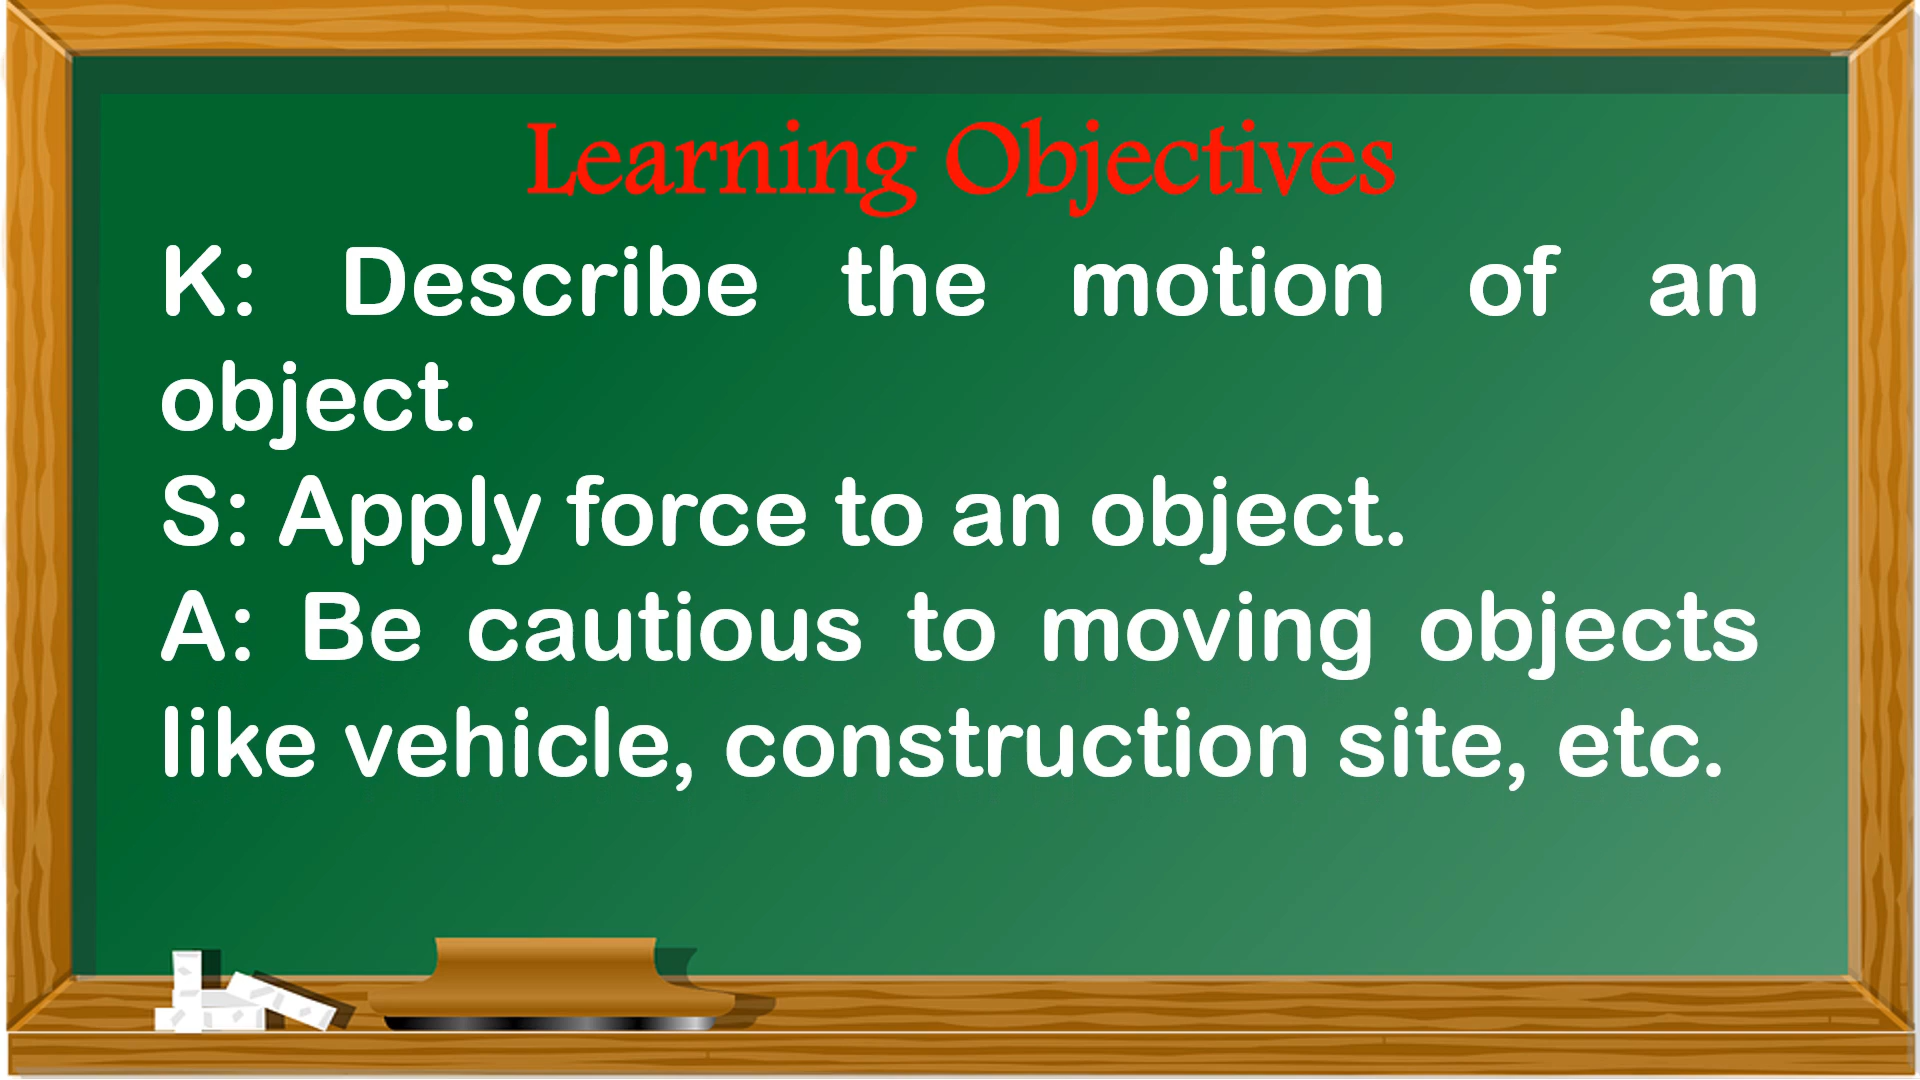 Learning Objectives
K: Describe the motion of an
object.
S: Apply force to an object.
A: Be cautious to moving objects
like vehicle, construction site, etc.